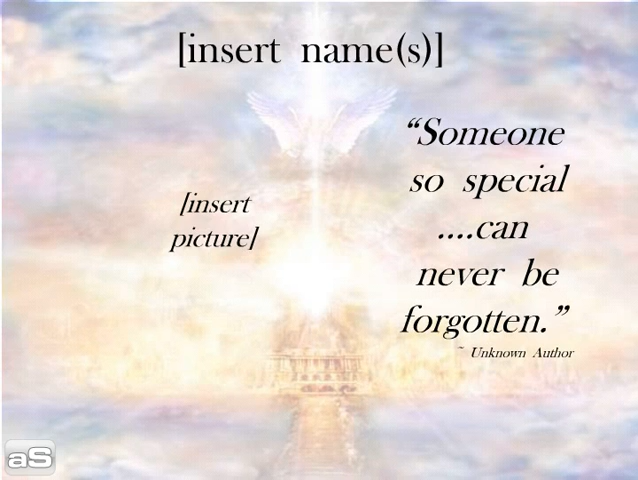 [insert name(s)]
[insert
picture]
“Someone
so special
....can
never be
forgotten.”
~ Unknown Author
aS